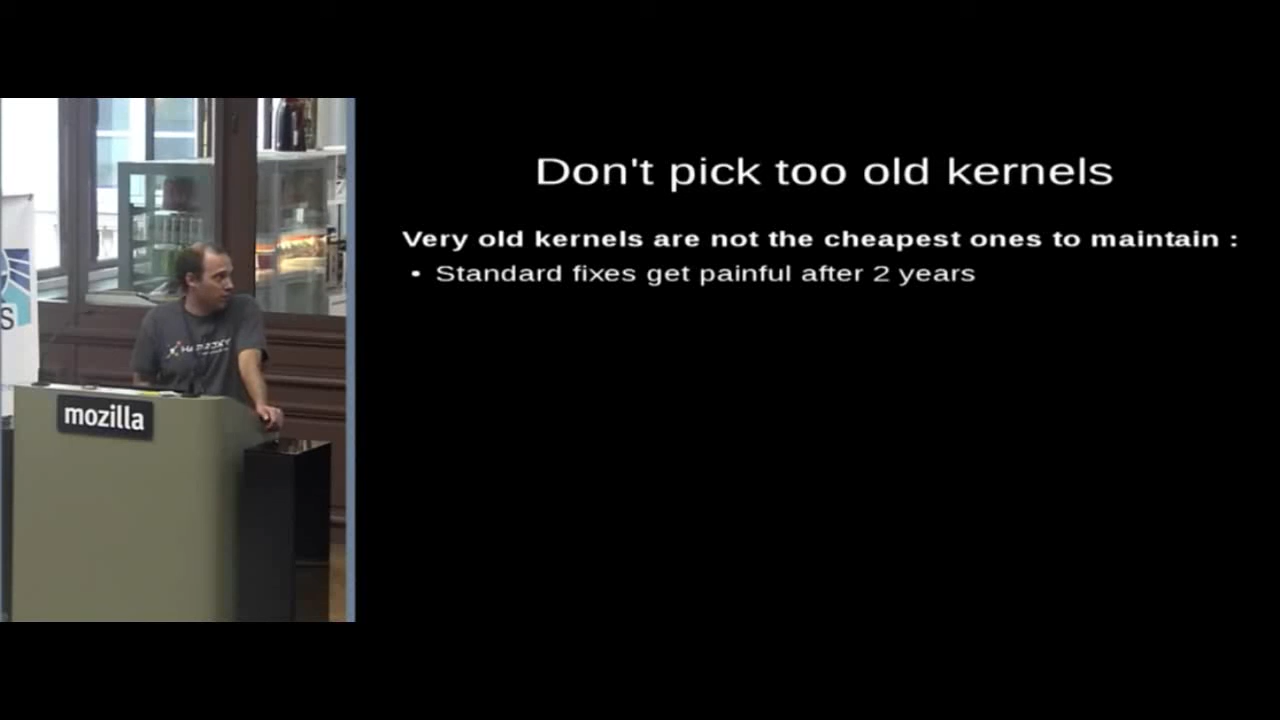 Don't pick too old kernels
Very old kernels are not the cheapest ones to maintain :
• Standard fixes get painful after 2 years
mozilla
S